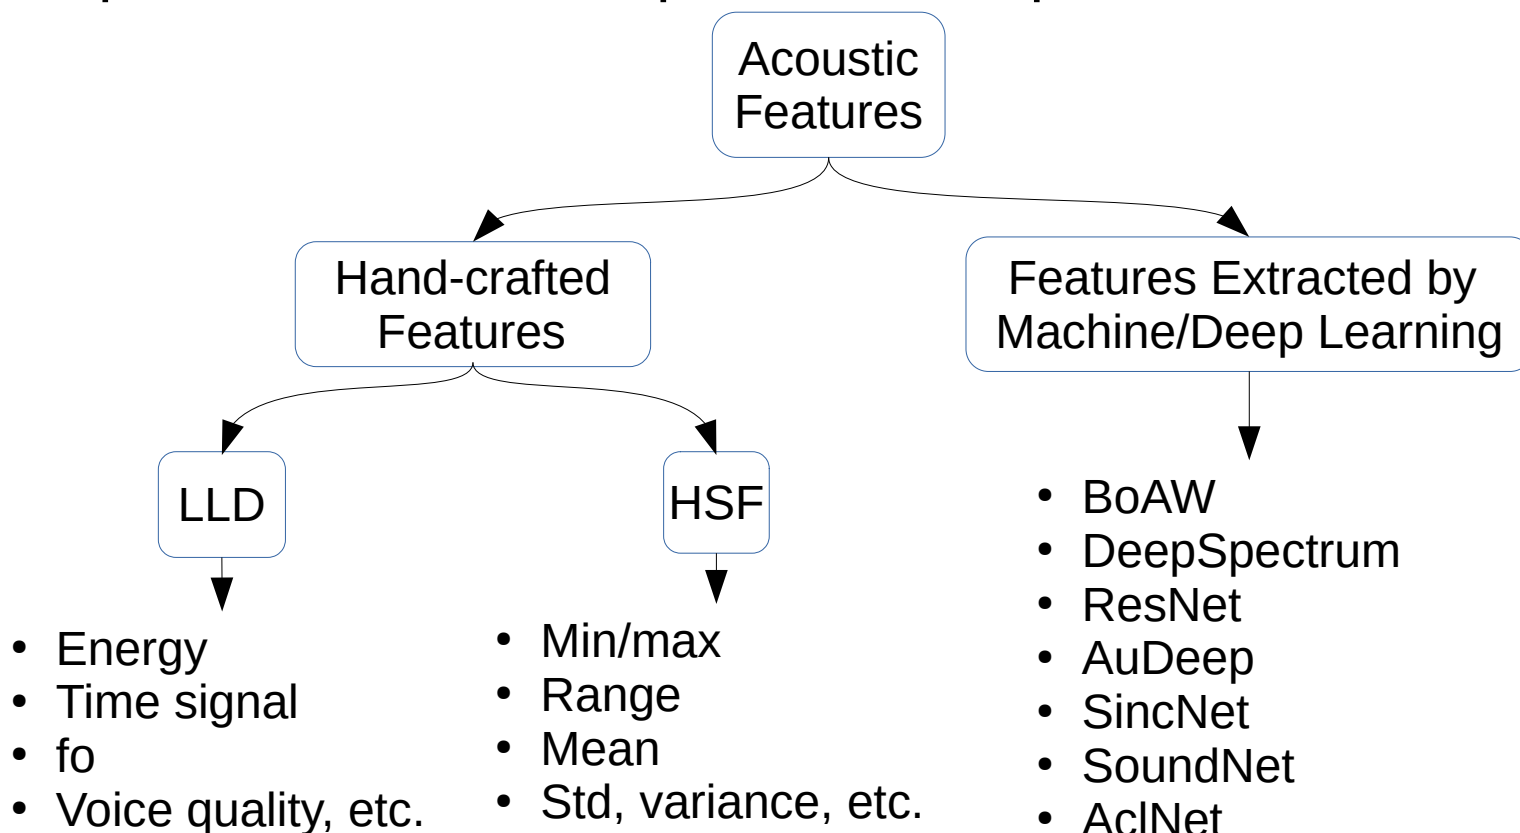 Acoustic
Features
Hand-crafted
Features
Features Extracted by
Machine/Deep Learning
LLD
HSF
• Energy
• Time signal
• fo
• Voice quality, etc.
• Min/max
• Range
• Mean
• Std, variance, etc.
• BoAW
• DeepSpectrum
• ResNet
• AuDeep
• SincNet
• SoundNet
• AclNet